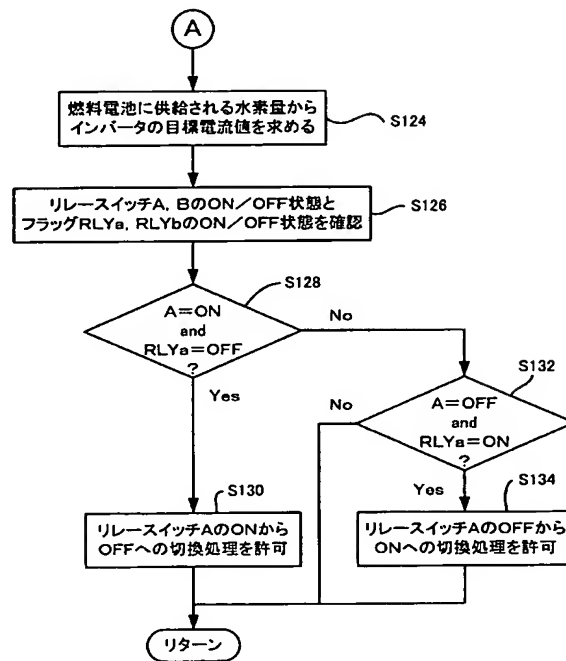 A
燃料電池に供給される水素量から
インバータの目標電流値を求める
S124
リレースイッチA, BのON/OFF状態と
フラッグRLYa, RLYbのON/OFF状態を確認
S126
S128
A=ON
and
RLYa=OFF
?
No
Yes
S132
A=OFF
and
RLYa=ON
?
No
Yes
S130
リレースイッチAのONから
OFFへの切換処理を許可
S134
リレースイッチAのOFFから
ONへの切換処理を許可
リターン